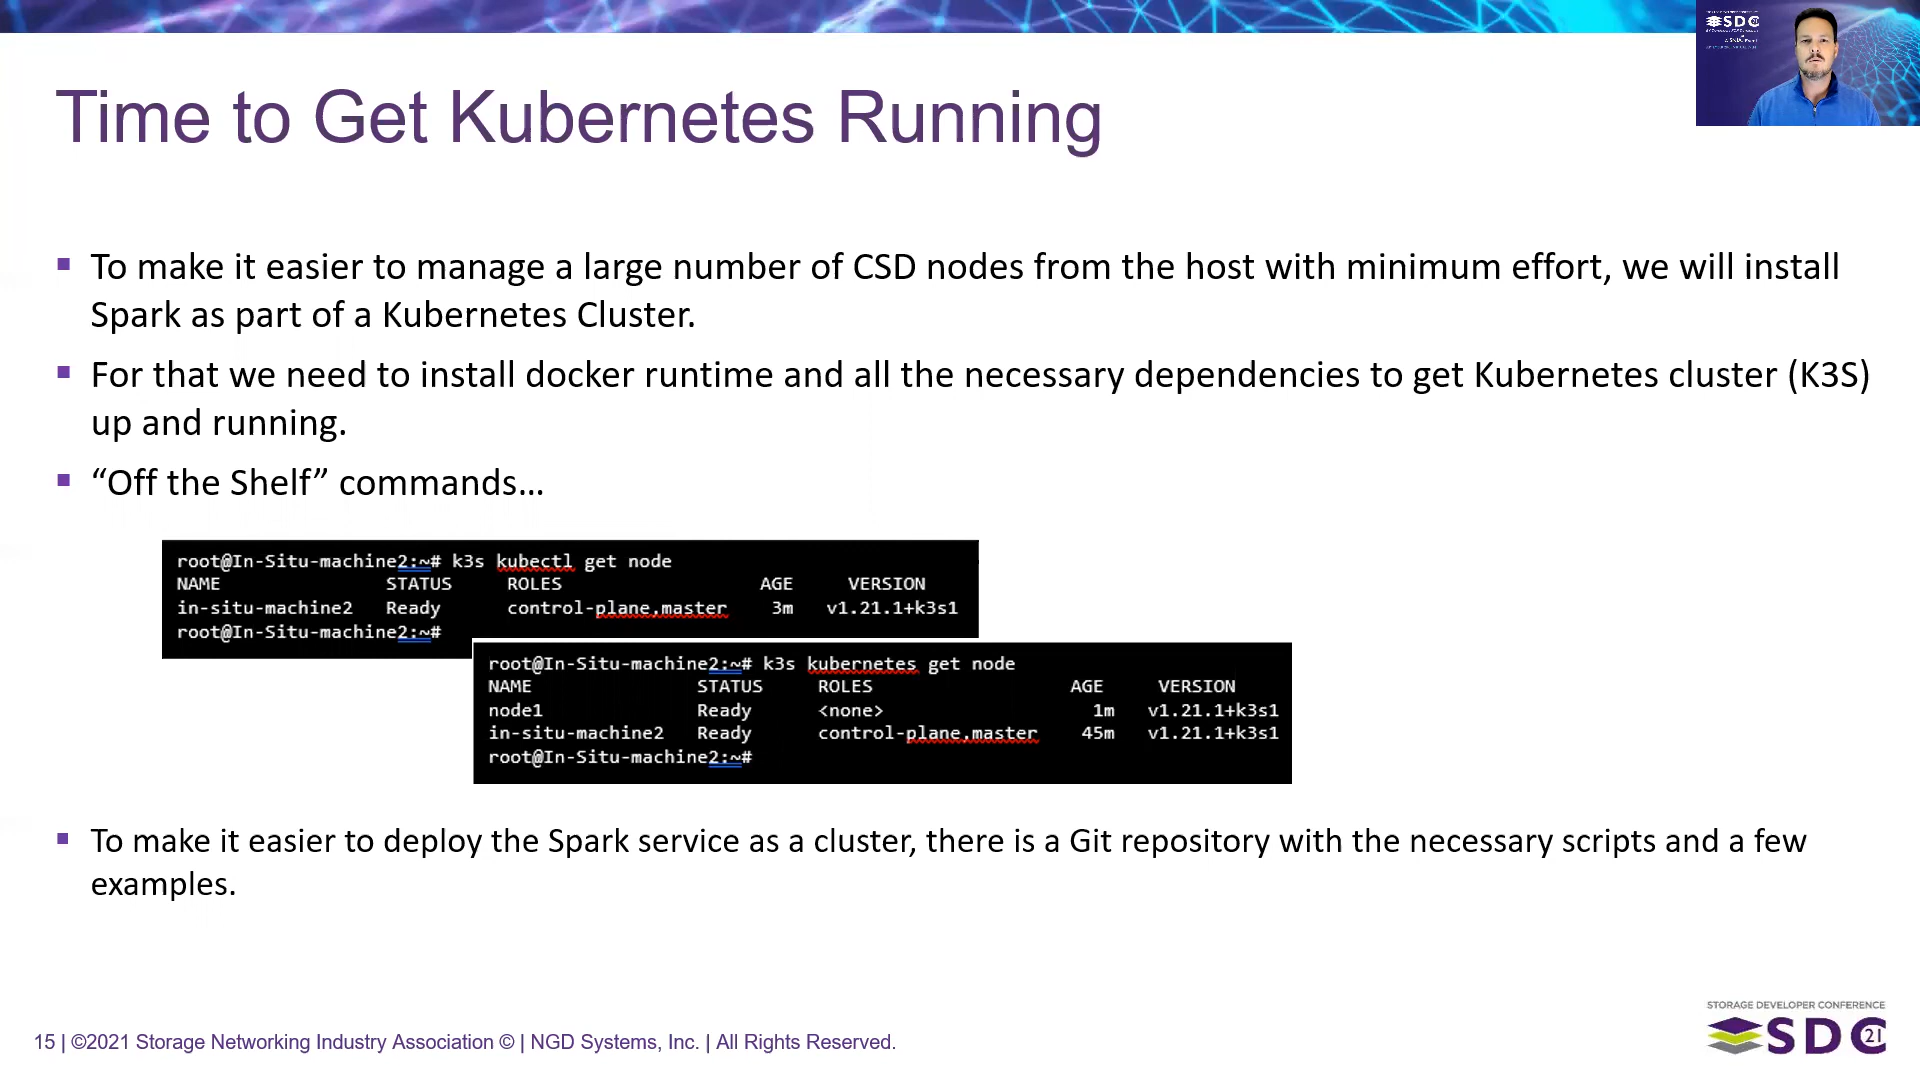 Time to Get Kubernetes Running
To make it easier to manage a large number of CSD nodes from the host with minimum effort, we will install
Spark as part of a Kubernetes Cluster.
For that we need to install docker runtime and all the necessary dependencies to get Kubernetes cluster (K3S)
up and running.
“Off the Shelf” commands…
root@In-Situ-machine2:~# k3s kubectl get node
NAME STATUS ROLES AGE VERSION
in-situ-machine2 Ready control-plane,master 3m v1.21.1+k3s1
root@In-Situ-machine2:~#
root@In-Situ-machine2:~# k3s kubernetes get node
NAME STATUS ROLES AGE VERSION
node1 Ready <none> 1m v1.21.1+k3s1
in-situ-machine2 Ready control-plane,master 45m v1.21.1+k3s1
root@In-Situ-machine2:~#
To make it easier to deploy the Spark service as a cluster, there is a Git repository with the necessary scripts and a few
examples.
15 | ©2021 Storage Networking Industry Association © | NGD Systems, Inc. | All Rights Reserved.
STORAGE DEVELOPER CONFERENCE
SDC 21
SDC